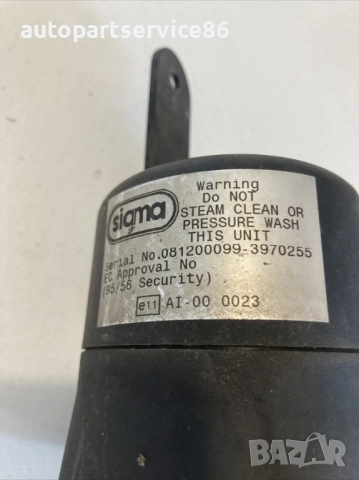 autopartservice86
sigma
Warning
Do NOT
STEAM CLEAN OR
PRESSURE WASH
THIS UNIT
Serial No.081200099-3970255
EC Approval No
(95/56 Security)
e11 AI-00 0023
BAZAR